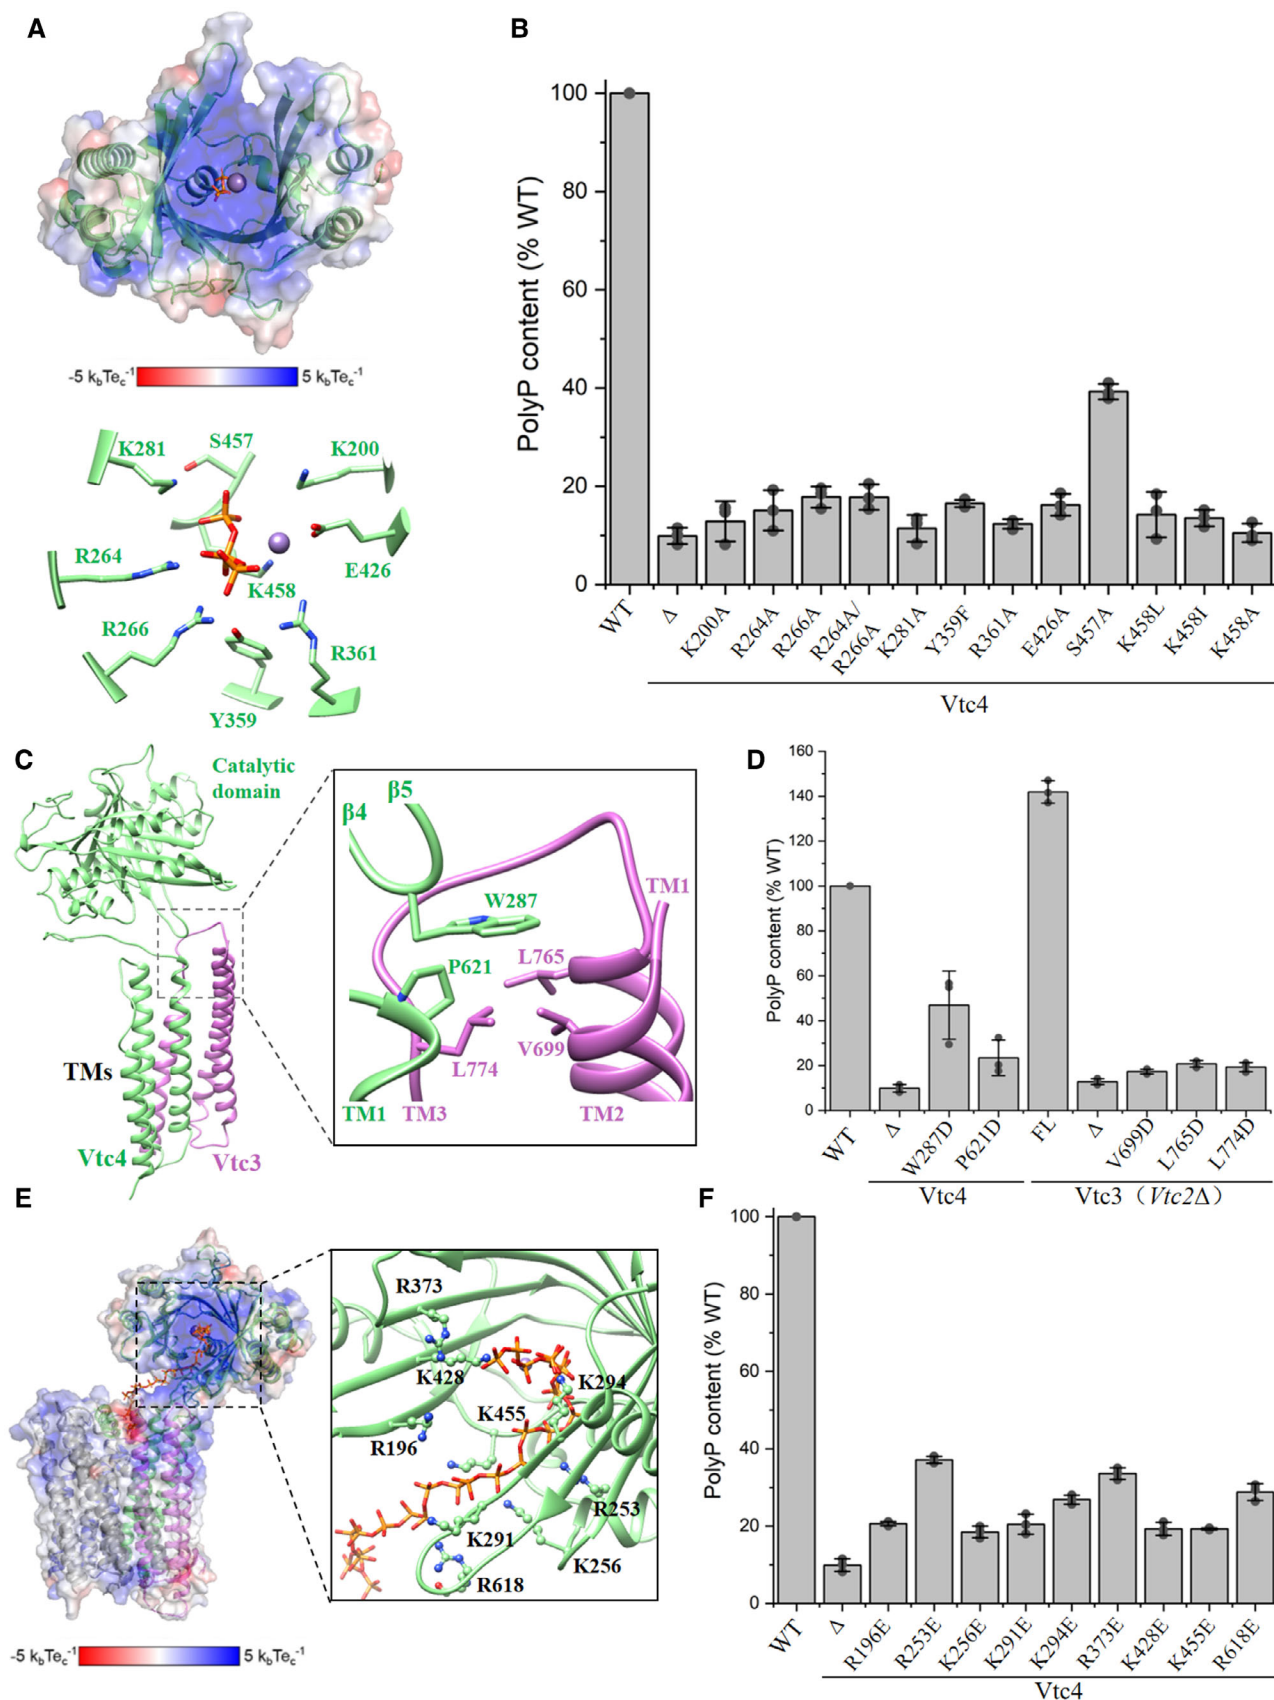 A
-5 kbTec-1
5 kbTec-1
K281
S457
K200
R264
K458
E426
R266
R361
Y359
B
PolyP content (% WT)
100
80
60
40
20
0
WT
Δ
K200A
R264A
R266A
R264A/
R266A
K281A
Y359F
R361A
E426A
S457A
K458L
K458I
K458A
Vtc4
C
Catalytic
domain
TMs
Vtc4
Vtc3
β5
β4
W287
TM1
L765
P621
V699
L774
TM1
TM3
TM2
D
PolyP content (% WT)
160
140
120
100
80
60
40
20
0
WT
Δ
W287D
P621D
FL
Δ
V699D
L765D
L774D
Vtc4
Vtc3（Vtc2Δ）
E
R373
K428
K294
K455
R196
R253
K291
K256
R618
-5 kbTec-1
5 kbTec-1
F
PolyP content (% WT)
100
80
60
40
20
0
WT
Δ
R196E
R253E
K256E
K291E
K294E
R373E
K428E
K455E
R618E
Vtc4